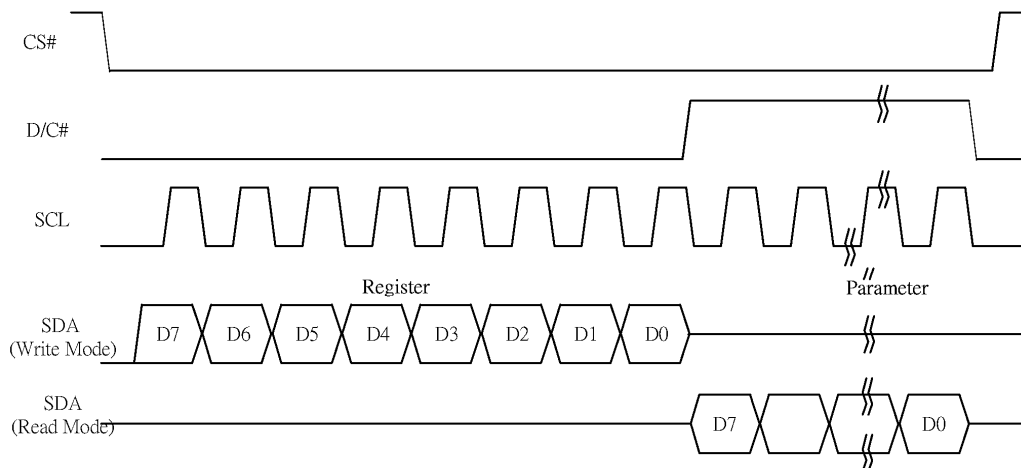 CS#
D/C#
SCL
Register
Parameter
SDA
(Write Mode)
D7
D6
D5
D4
D3
D2
D1
D0
SDA
(Read Mode)
D7
D0